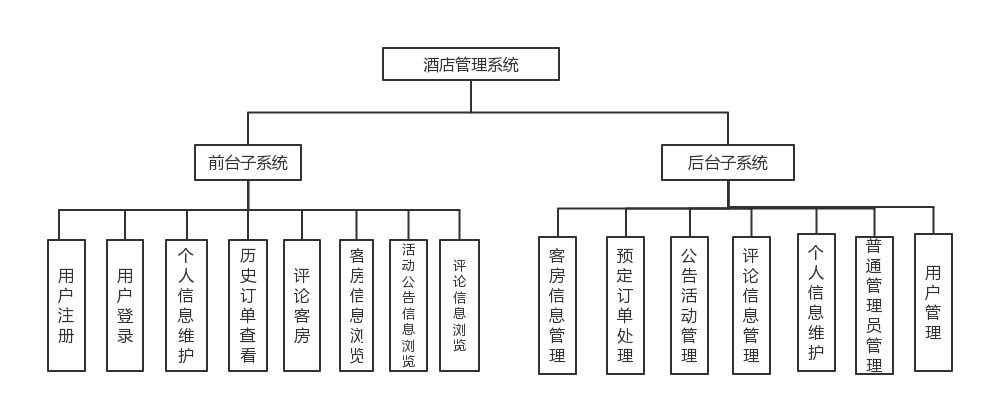 酒店管理系统
前台子系统
后台子系统
用户注册
用户登录
个人信息维护
历史订单查看
评论客房
客房信息浏览
活动公告信息浏览
评论信息浏览
客房信息管理
预定订单处理
公告活动管理
评论信息管理
个人信息维护
普通管理员管理
用户管理